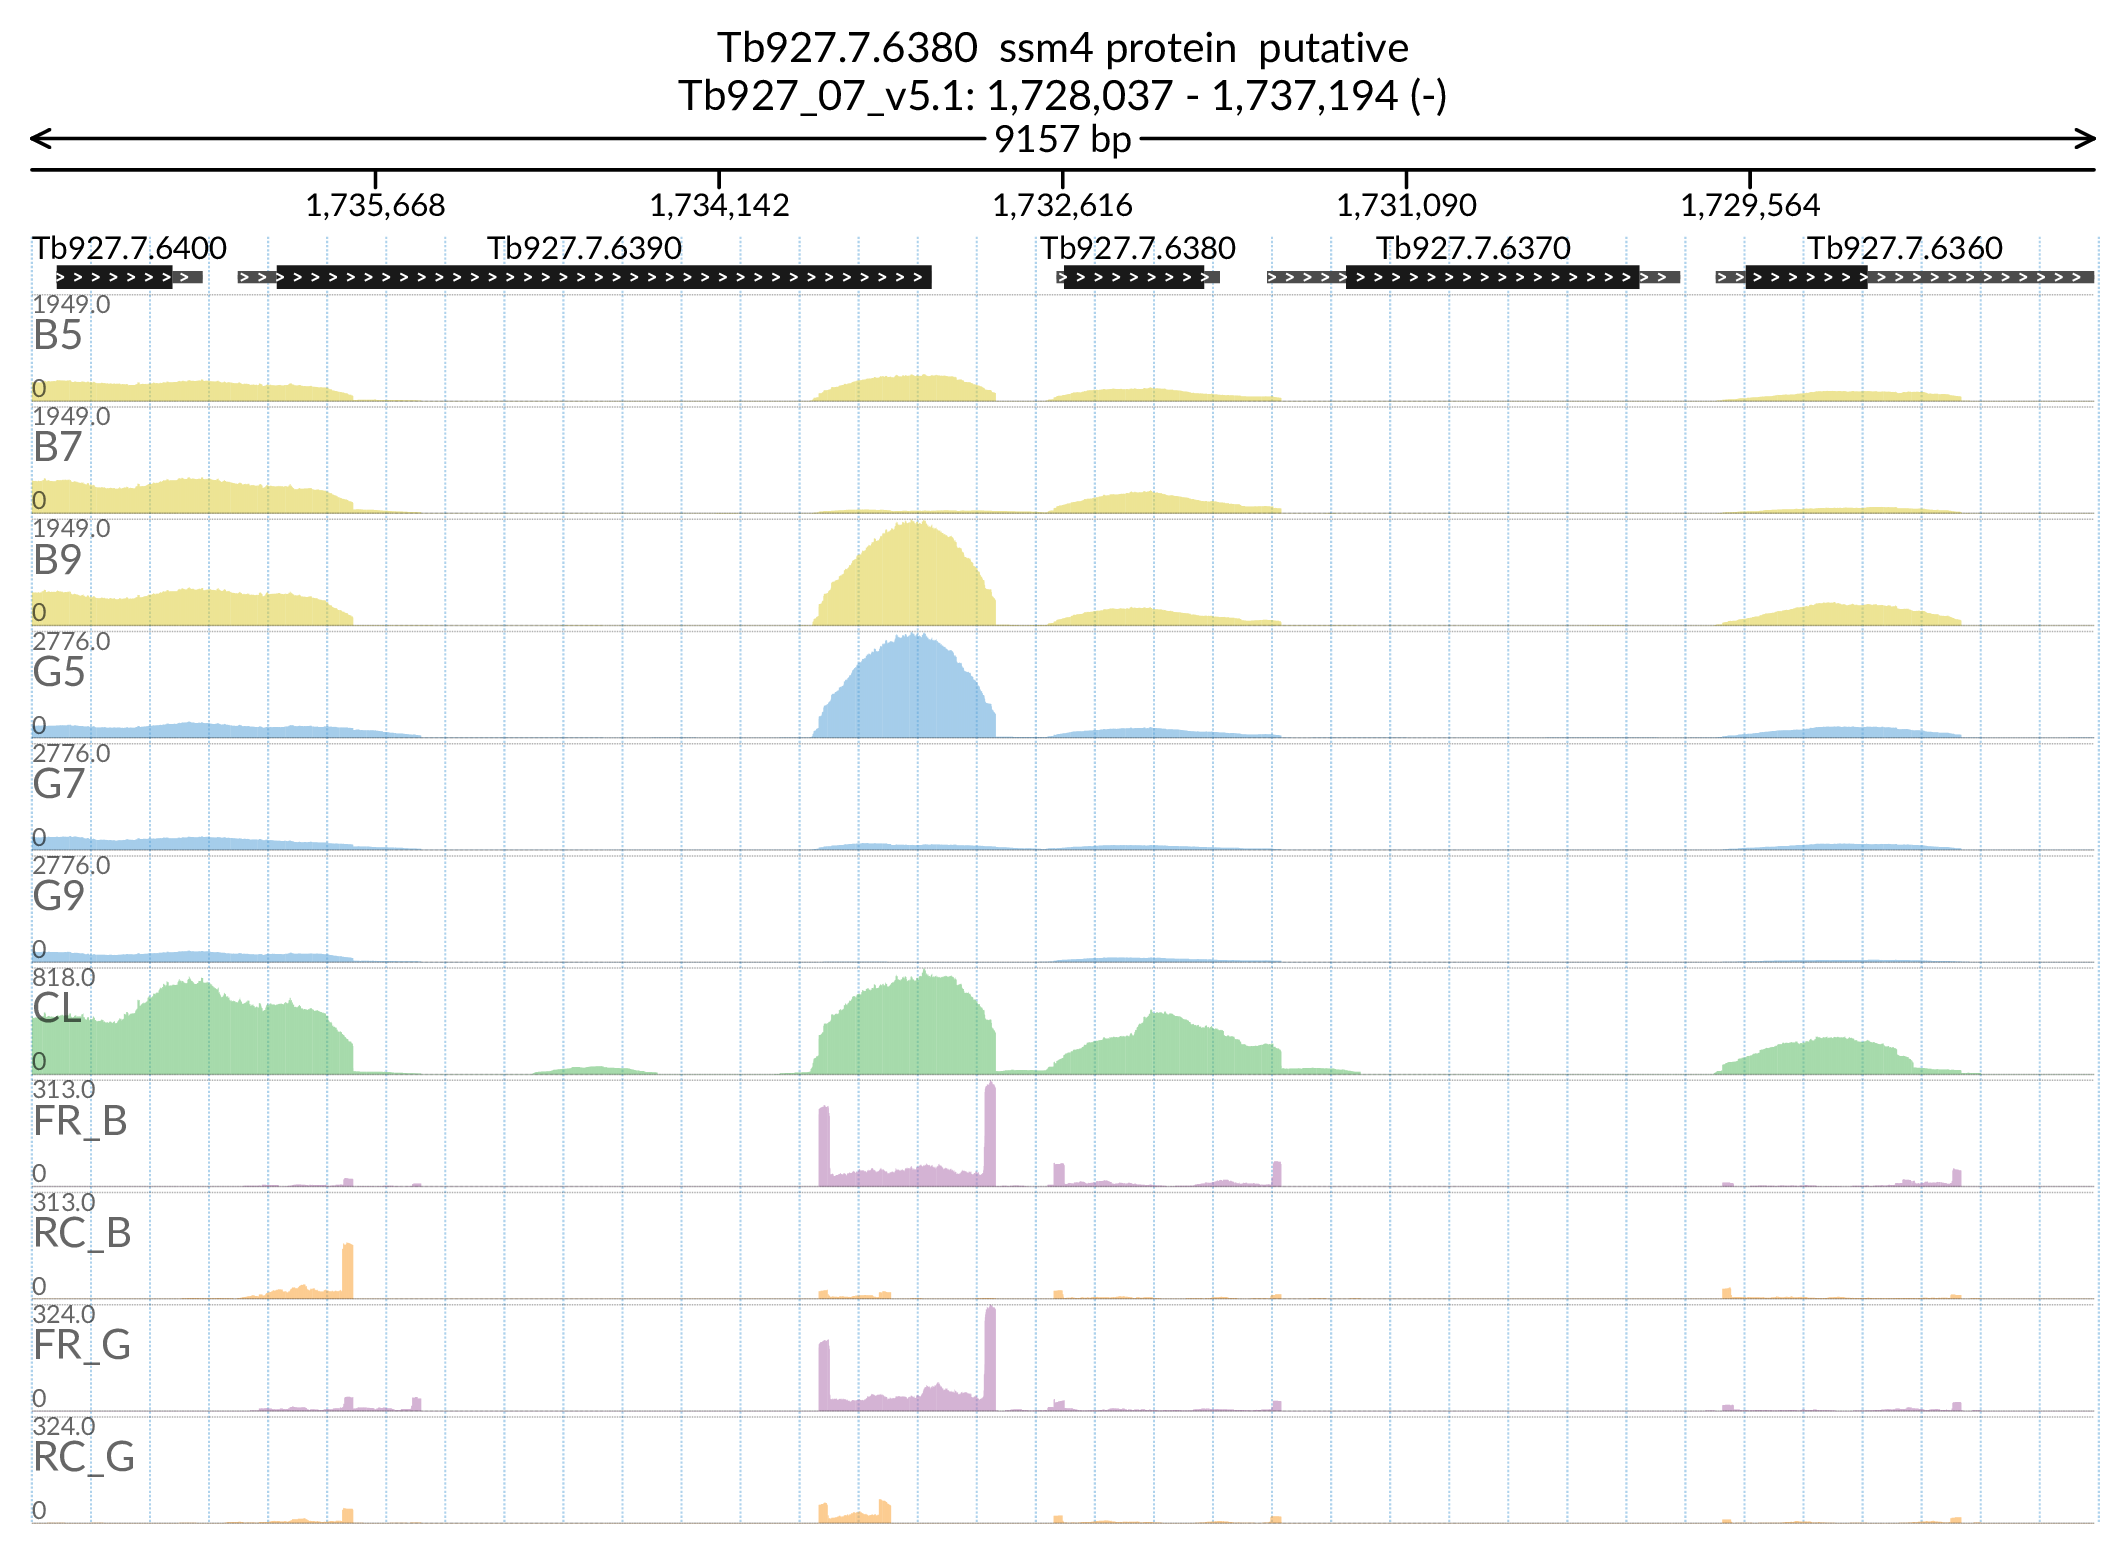 Tb927.7.6380 ssm4 protein putative
Tb927_07_v5.1: 1,728,037 - 1,737,194 (-)
9157 bp
1,735,668 1,734,142 1,732,616 1,731,090 1,729,564
Tb927.7.6400 Tb927.7.6390 Tb927.7.6380 Tb927.7.6370 Tb927.7.6360
1949.0
B5
0
1949.0
B7
0
1949.0
B9
0
2776.0
G5
0
2776.0
G7
0
2776.0
G9
0
818.0
CL
0
313.0
FR_B
0
313.0
RC_B
0
324.0
FR_G
0
324.0
RC_G
0